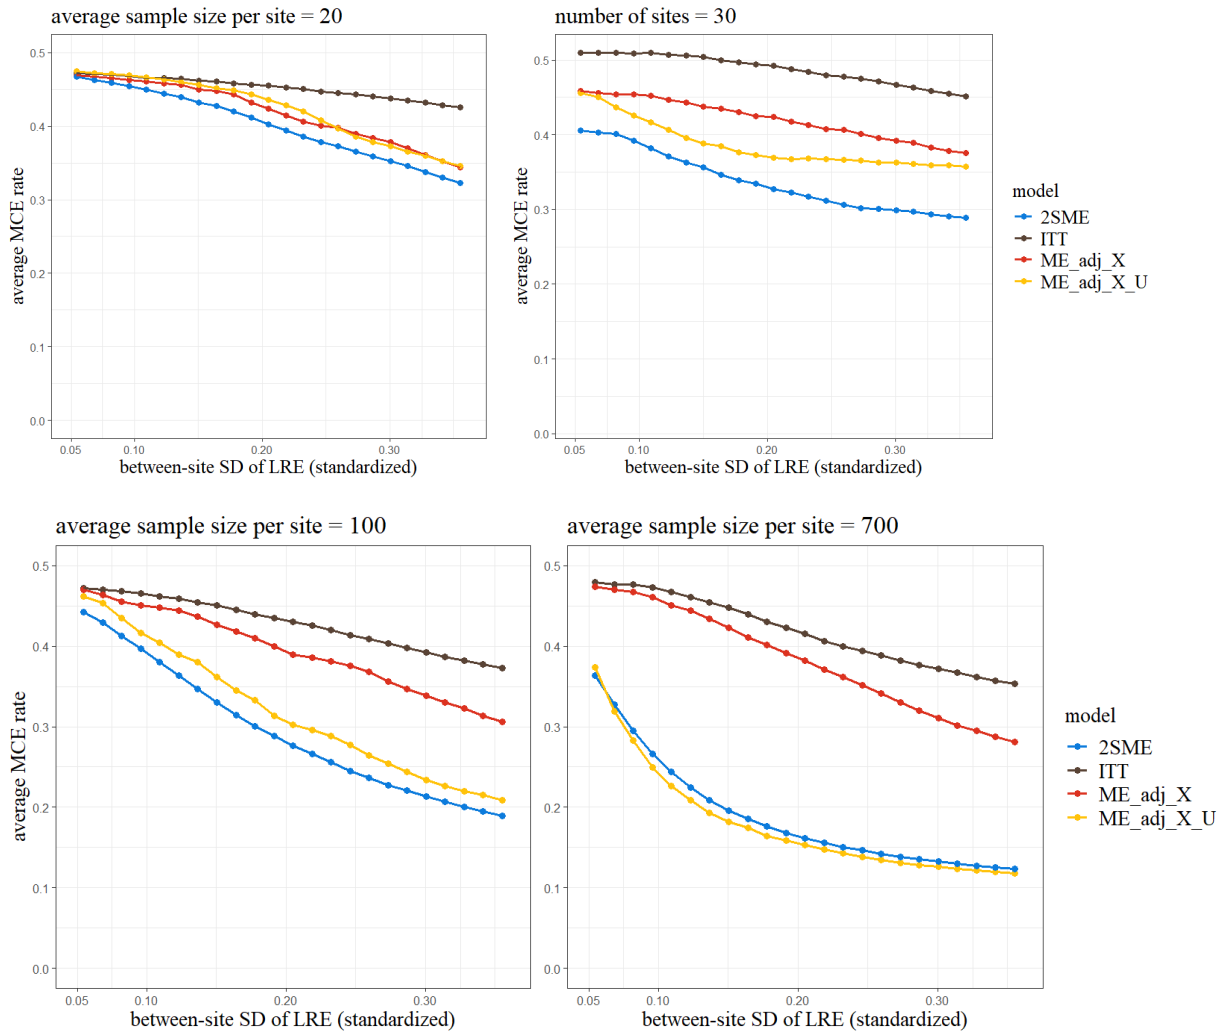 average sample size per site = 20
average MCE rate
0.5
0.4
0.3
0.2
0.1
0.0
0.05
0.10
0.20
0.30
between-site SD of LRE (standardized)
number of sites = 30
average MCE rate
0.5
0.4
0.3
0.2
0.1
0.0
0.05
0.10
0.20
0.30
between-site SD of LRE (standardized)
model
2SME
ITT
ME_adj_X
ME_adj_X_U
average sample size per site = 100
average MCE rate
0.5
0.4
0.3
0.2
0.1
0.0
0.05
0.10
0.20
0.30
between-site SD of LRE (standardized)
average sample size per site = 700
0.5
0.4
0.3
0.2
0.1
0.0
0.05
0.10
0.20
0.30
between-site SD of LRE (standardized)
model
2SME
ITT
ME_adj_X
ME_adj_X_U